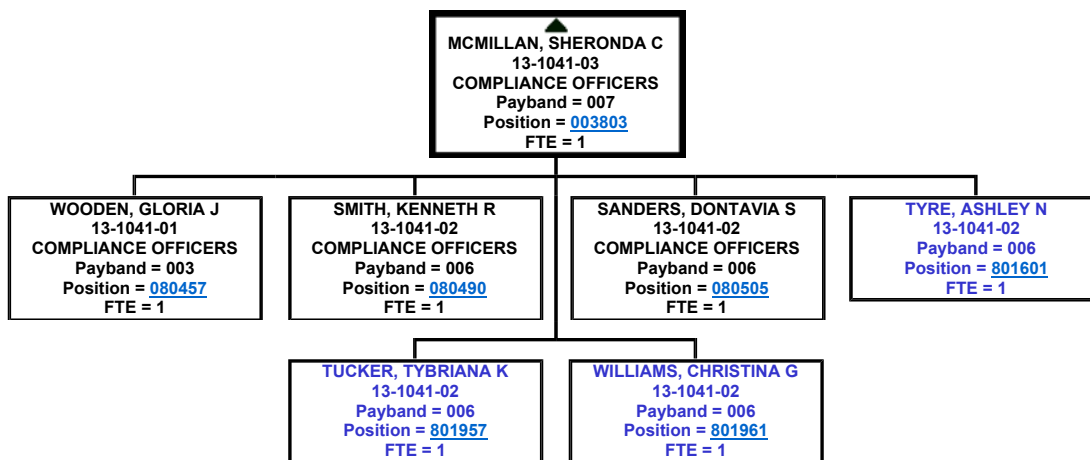 MCMILLAN, SHERONDA C
13-1041-03
COMPLIANCE OFFICERS
Payband = 007
Position = 003803
FTE = 1
WOODEN, GLORIA J
13-1041-01
COMPLIANCE OFFICERS
Payband = 003
Position = 080457
FTE = 1
SMITH, KENNETH R
13-1041-02
COMPLIANCE OFFICERS
Payband = 006
Position = 080490
FTE = 1
SANDERS, DONTAVIA S
13-1041-02
COMPLIANCE OFFICERS
Payband = 006
Position = 080505
FTE = 1
TYRE, ASHLEY N
13-1041-02
Payband = 006
Position = 801601
FTE = 1
TUCKER, TYBRIANA K
13-1041-02
Payband = 006
Position = 801957
FTE = 1
WILLIAMS, CHRISTINA G
13-1041-02
Payband = 006
Position = 801961
FTE = 1